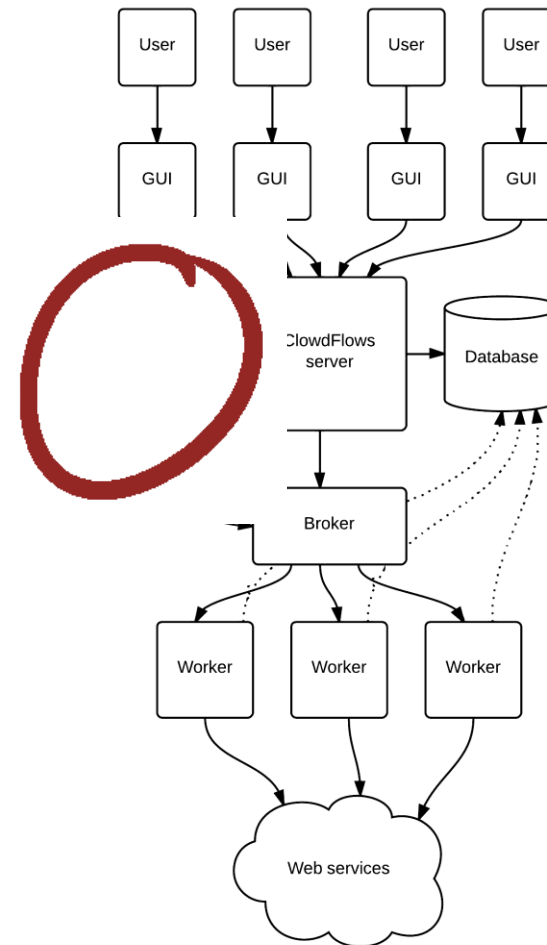 User
User
User
User
GUI
GUI
GUI
GUI
ClowdFlows
server
Database
Broker
Worker
Worker
Worker
Web services